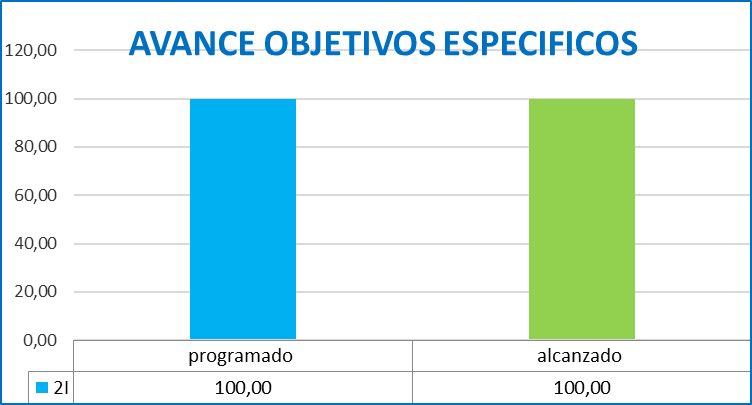 AVANCE OBJETIVOS ESPECIFICOS
120,00
100,00
80,00
60,00
40,00
20,00
0,00
programado alcanzado
2I 100,00 100,00